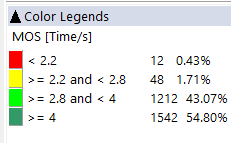 Color Legends
MOS [Time/s]
< 2.2 12 0.43%
>= 2.2 and < 2.8 48 1.71%
>= 2.8 and < 4 1212 43.07%
>= 4 1542 54.80%